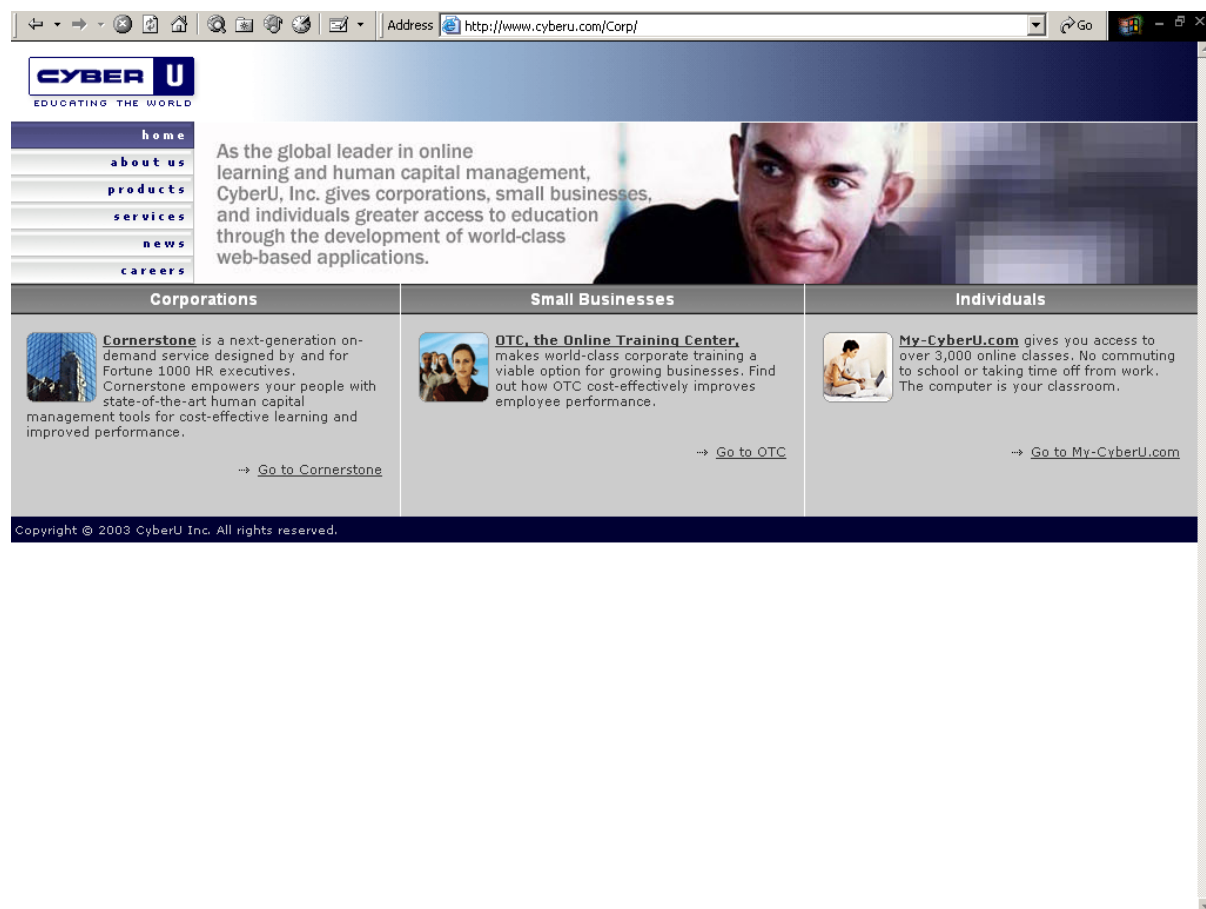 Address http://www.cyberu.com/Corp/ Go
CYBER U
EDUCATING THE WORLD
home
about us
products
services
news
careers
As the global leader in online
learning and human capital management,
CyberU, Inc. gives corporations, small businesses,
and individuals greater access to education
through the development of world-class
web-based applications.
Corporations
Cornerstone is a next-generation on-
demand service designed by and for
Fortune 1000 HR executives.
Cornerstone empowers your people with
state-of-the-art human capital
management tools for cost-effective learning and
improved performance.
Go to Cornerstone
Small Businesses
OTC, the Online Training Center,
makes world-class corporate training a
viable option for growing businesses. Find
out how OTC cost-effectively improves
employee performance.
Go to OTC
Individuals
My-CyberU.com gives you access to
over 3,000 online classes. No commuting
to school or taking time off from work.
The computer is your classroom.
Go to My-CyberU.com
Copyright © 2003 CyberU Inc. All rights reserved.